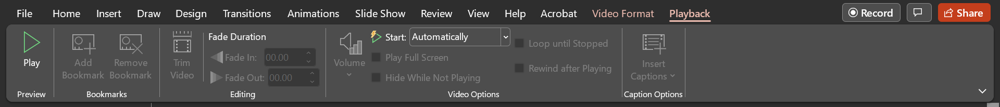 File Home Insert Draw Design Transitions Animations Slide Show Review View Help Acrobat Video Format Playback Record Share
Play
Preview
Add Bookmark
Remove Bookmark
Bookmarks
Trim Video
Fade Duration
Fade In: 00.00
Fade Out: 00.00
Editing
Volume
Start: Automatically
Play Full Screen
Hide While Not Playing
Loop until Stopped
Rewind after Playing
Video Options
Insert Captions
Caption Options